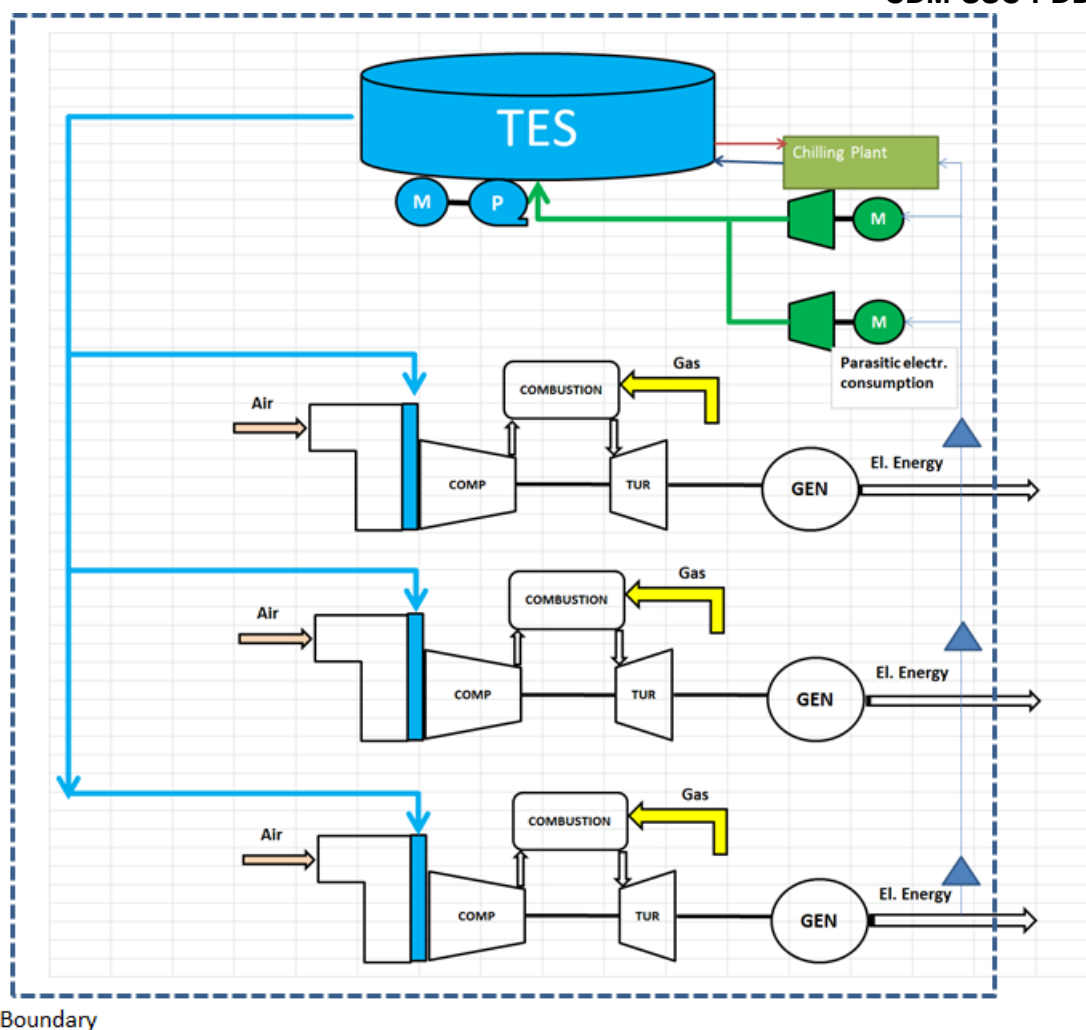 TES
Chilling Plant
M
P
M
M
Parasitic electr.
consumption
Gas
COMBUSTION
Air
El. Energy
COMP
TUR
GEN
Gas
COMBUSTION
Air
El. Energy
COMP
TUR
GEN
Gas
COMBUSTION
Air
El. Energy
COMP
TUR
GEN
Boundary